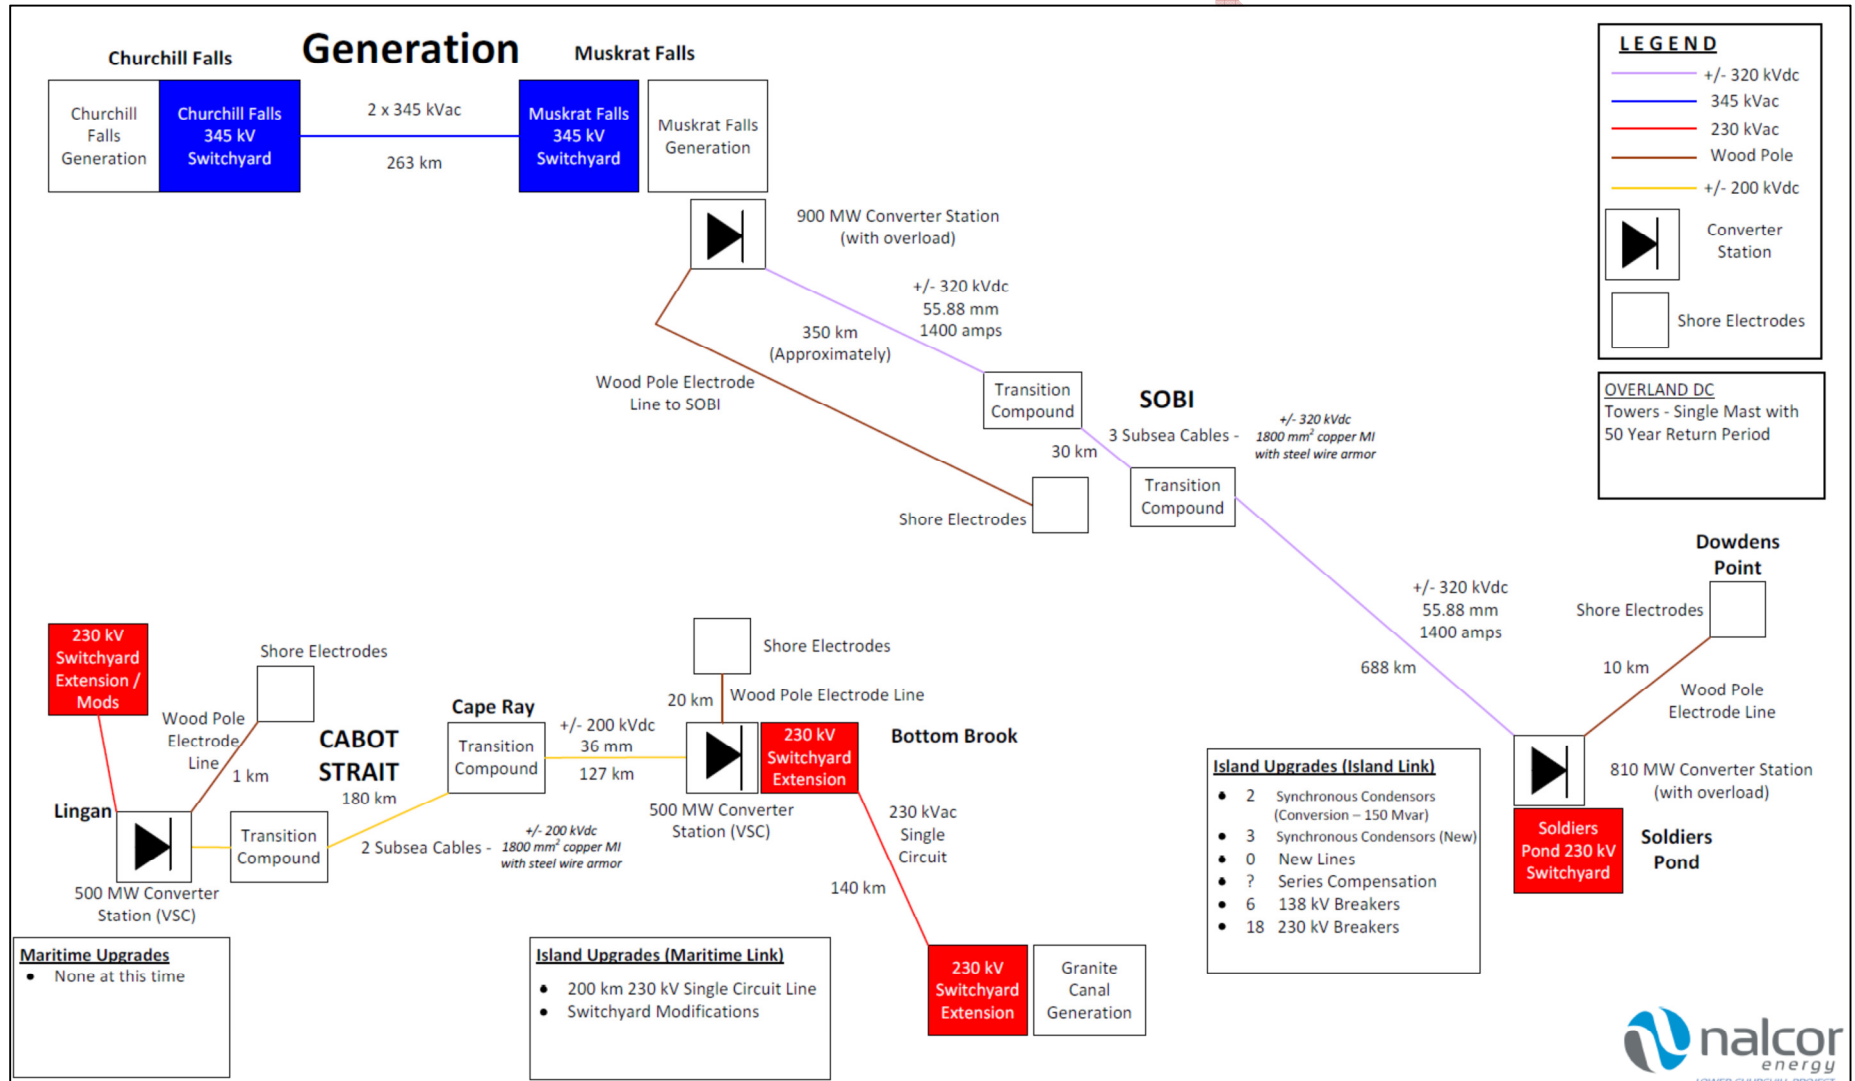 Generation
Churchill Falls
Muskrat Falls
Churchill
Falls
Generation
Churchill Falls
345 kV
Switchyard
2 x 345 kVac
263 km
Muskrat Falls
345 kV
Switchyard
Muskrat Falls
Generation
900 MW Converter Station
(with overload)
+/- 320 kVdc
55.88 mm
1400 amps
350 km
(Approximately)
Wood Pole Electrode
Line to SOBI
Transition
Compound
SOBI
3 Subsea Cables -
+/- 320 kVdc
1800 mm² copper MI
with steel wire armor
30 km
Transition
Compound
Shore Electrodes
LEGEND
+/- 320 kVdc
345 kVac
230 kVac
Wood Pole
+/- 200 kVdc
Converter
Station
Shore Electrodes
OVERLAND DC
Towers - Single Mast with
50 Year Return Period
Dowdens
Point
Shore Electrodes
+/- 320 kVdc
55.88 mm
1400 amps
688 km
10 km
Wood Pole
Electrode Line
810 MW Converter Station
(with overload)
Soldiers
Pond 230 kV
Switchyard
Soldiers
Pond
230 kV
Switchyard
Extension /
Mods
Shore Electrodes
Wood Pole
Electrode
Line
1 km
CABOT
STRAIT
180 km
Lingan
Transition
Compound
500 MW Converter
Station (VSC)
2 Subsea Cables -
+/- 200 kVdc
1800 mm² copper MI
with steel wire armor
Cape Ray
Transition
Compound
+/- 200 kVdc
36 mm
127 km
Shore Electrodes
20 km
Wood Pole Electrode Line
230 kV
Switchyard
Extension
Bottom Brook
500 MW Converter
Station (VSC)
230 kVac
Single
Circuit
140 km
230 kV
Switchyard
Extension
Granite
Canal
Generation
Maritime Upgrades
• None at this time
Island Upgrades (Maritime Link)
• 200 km 230 kV Single Circuit Line
• Switchyard Modifications
Island Upgrades (Island Link)
• 2 Synchronous Condensors
(Conversion – 150 Mvar)
• 3 Synchronous Condensors (New)
• 0 New Lines
• ? Series Compensation
• 6 138 kV Breakers
• 18 230 kV Breakers
nalcor
energy
LOWER CHURCHILL PROJECT